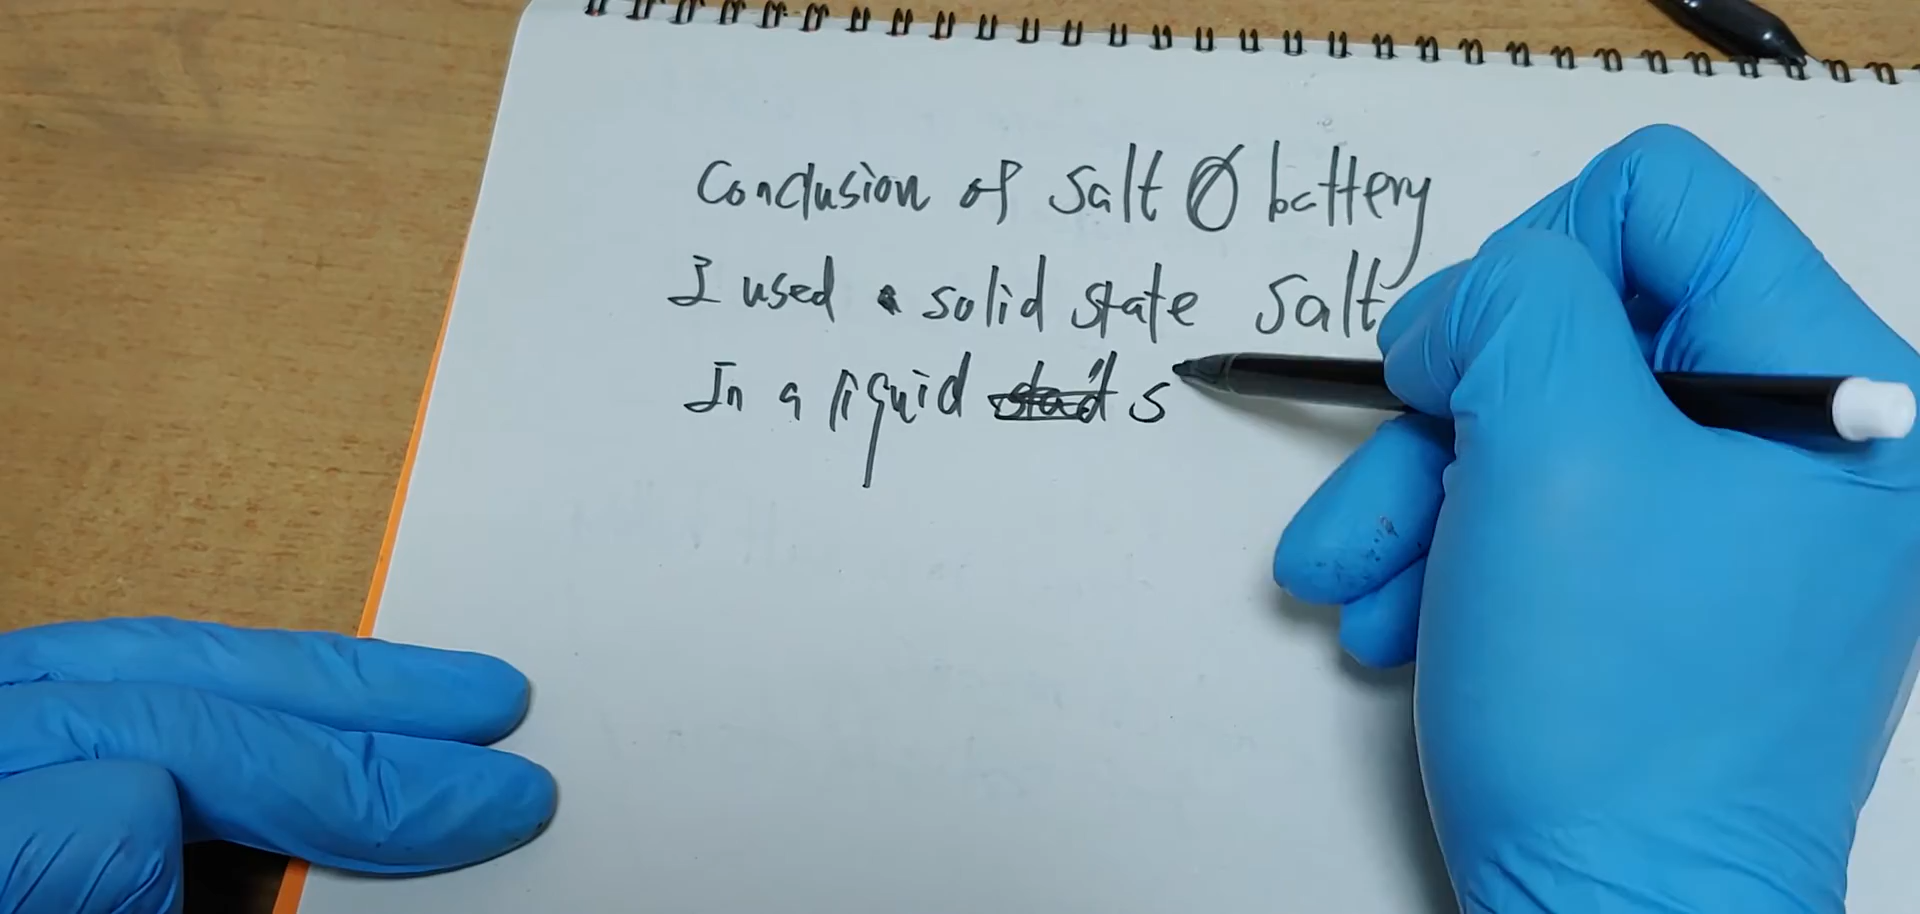 Conclusion of salt battery
I used a solid state salt
In a liquid s